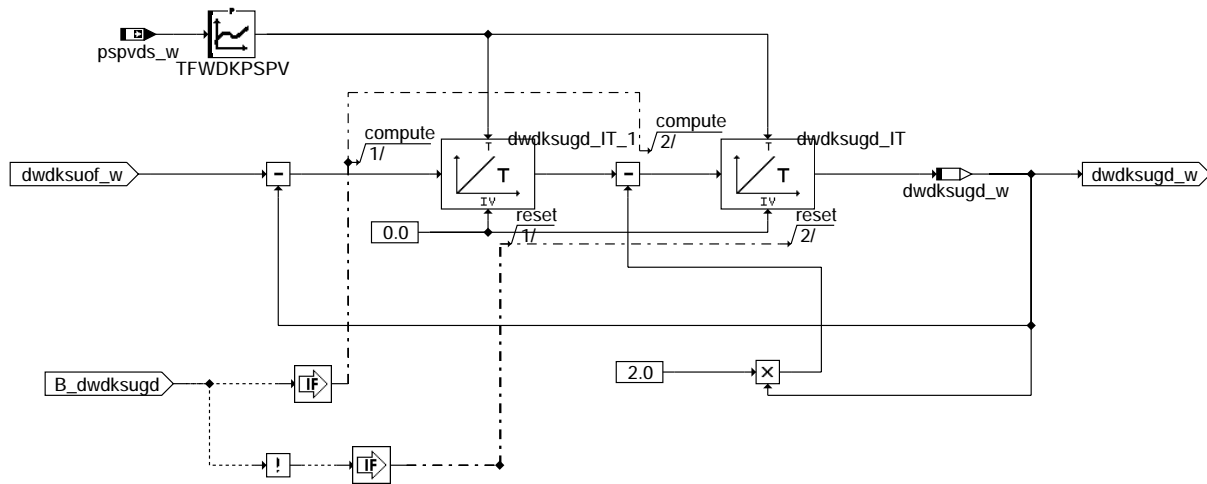 P
pspvds_w
TFWDKPSPV
compute
1/
dwdksugd_IT_1
compute
2/
dwdksugd_IT
T
T
IV
T
T
IV
dwdksuof_w
-
-
dwdksugd_w
dwdksugd_w
0.0
reset
1/
reset
2/
B_dwdksugd
IF
2.0
×
!
IF